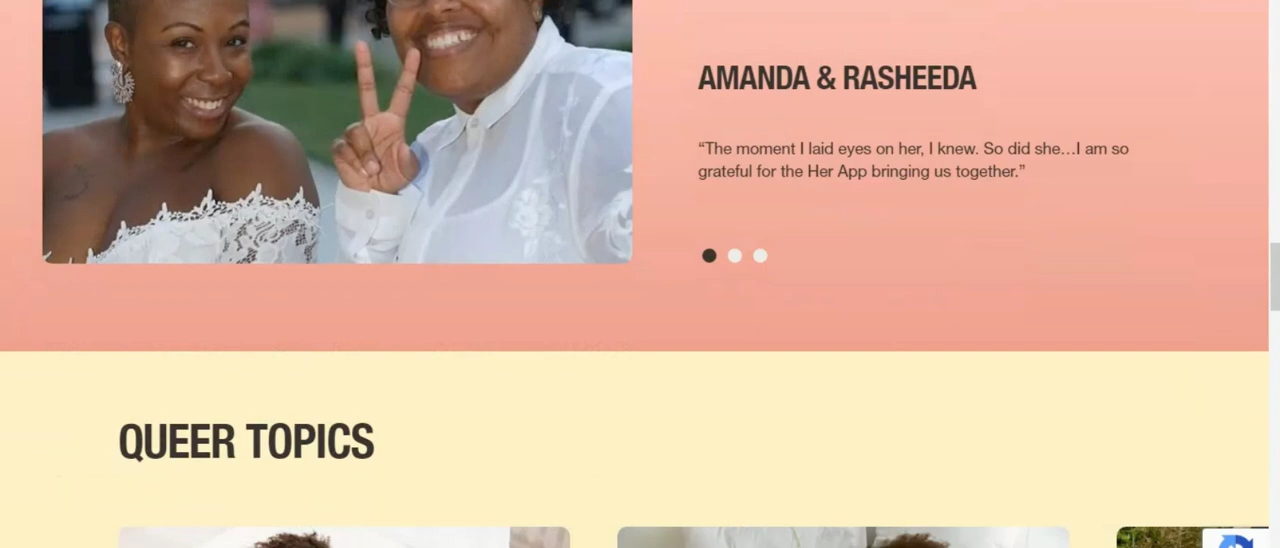 AMANDA & RASHEEDA
“The moment I laid eyes on her, I knew. So did she…I am so
grateful for the Her App bringing us together.”
QUEER TOPICS